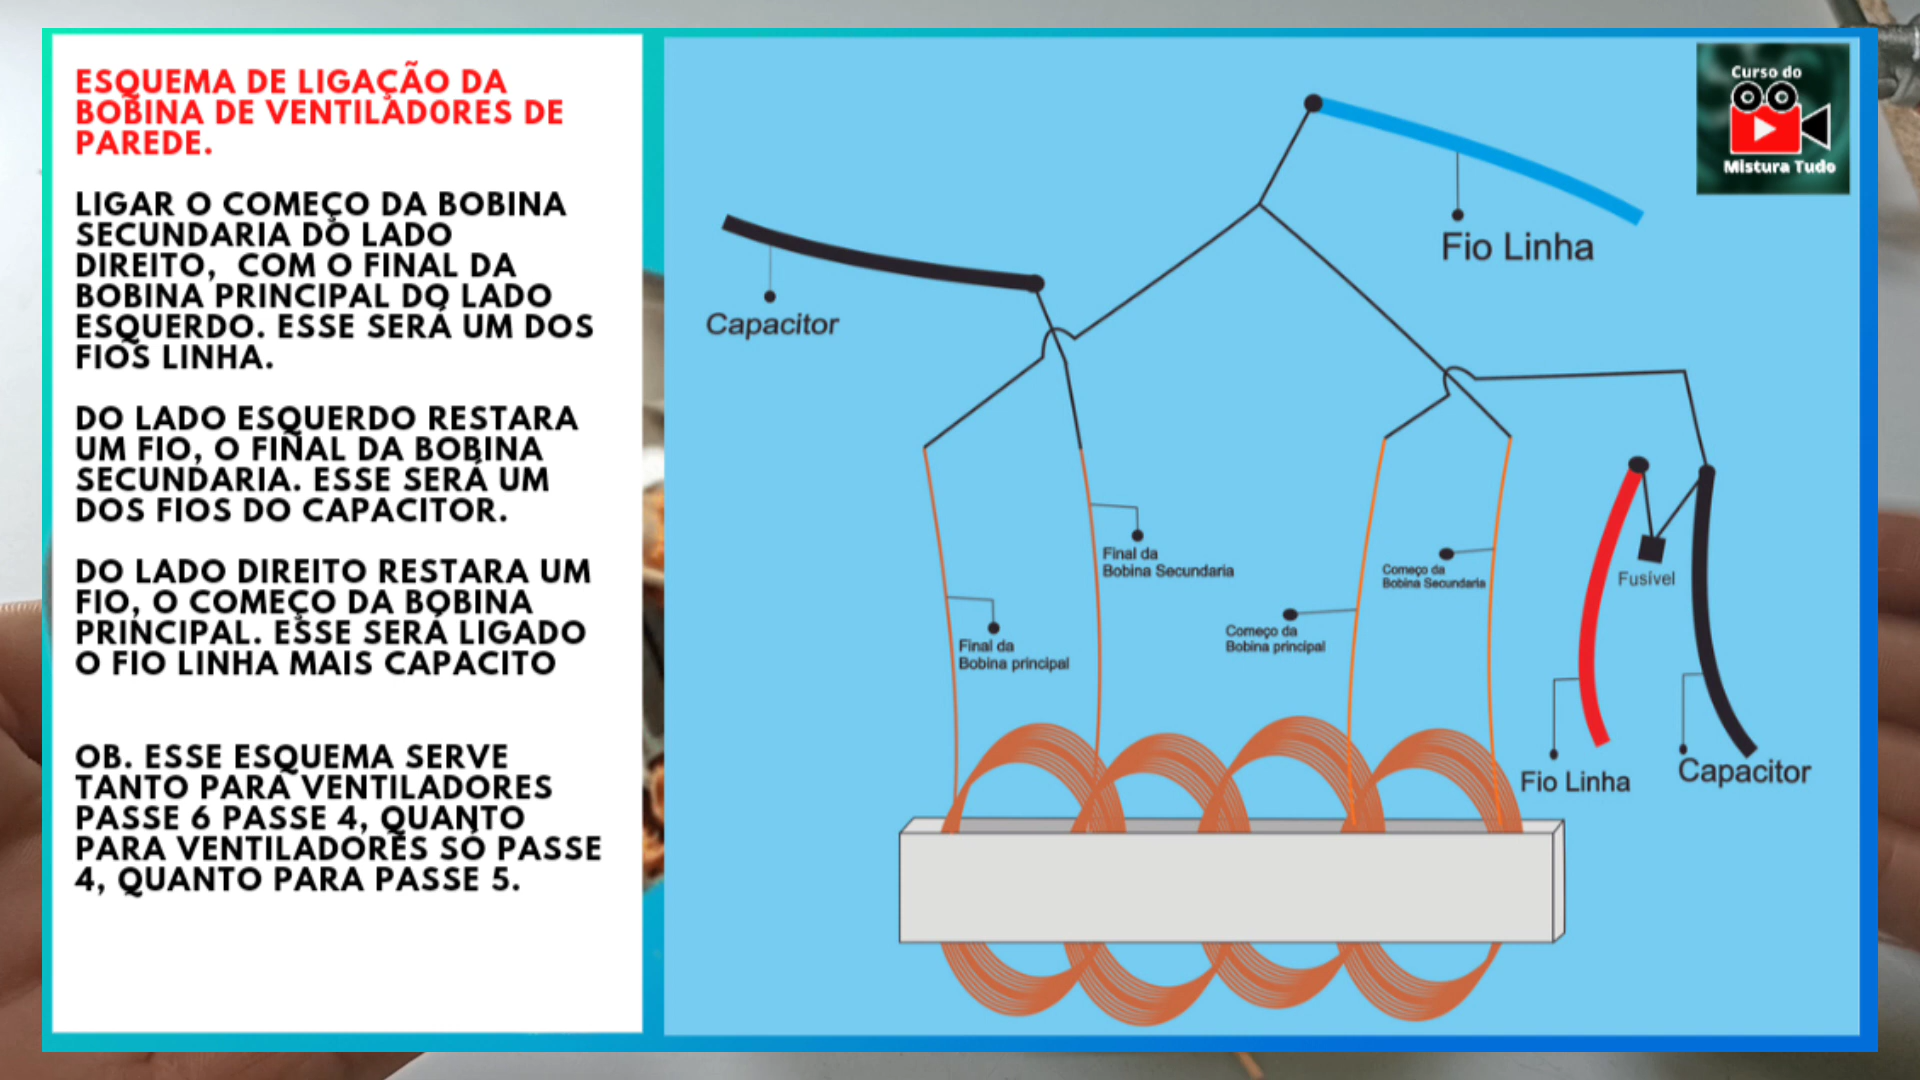 ESQUEMA DE LIGAÇÃO DA
BOBINA DE VENTILAD0RES DE
PAREDE.
LIGAR O COMEÇO DA BOBINA
SECUNDARIA DO LADO
DIREITO, COM O FINAL DA
BOBINA PRINCIPAL DO LADO
ESQUERDO. ESSE SERÁ UM DOS
FIOS LINHA.
DO LADO ESQUERDO RESTARA
UM FIO, O FINAL DA BOBINA
SECUNDARIA. ESSE SERÁ UM
DOS FIOS DO CAPACITOR.
DO LADO DIREITO RESTARA UM
FIO, O COMEÇO DA BOBINA
PRINCIPAL. ESSE SERÁ LIGADO
O FIO LINHA MAIS CAPACITO
OB. ESSE ESQUEMA SERVE
TANTO PARA VENTILADORES
PASSE 6 PASSE 4, QUANTO
PARA VENTILADORES SÓ PASSE
4, QUANTO PARA PASSE 5.
Curso do
Mistura Tudo
Fio Linha
Capacitor
Final da
Bobina Secundaria
Começo da
Bobina Secundaria
Fusível
Começo da
Bobina principal
Final da
Bobina principal
Fio Linha
Capacitor